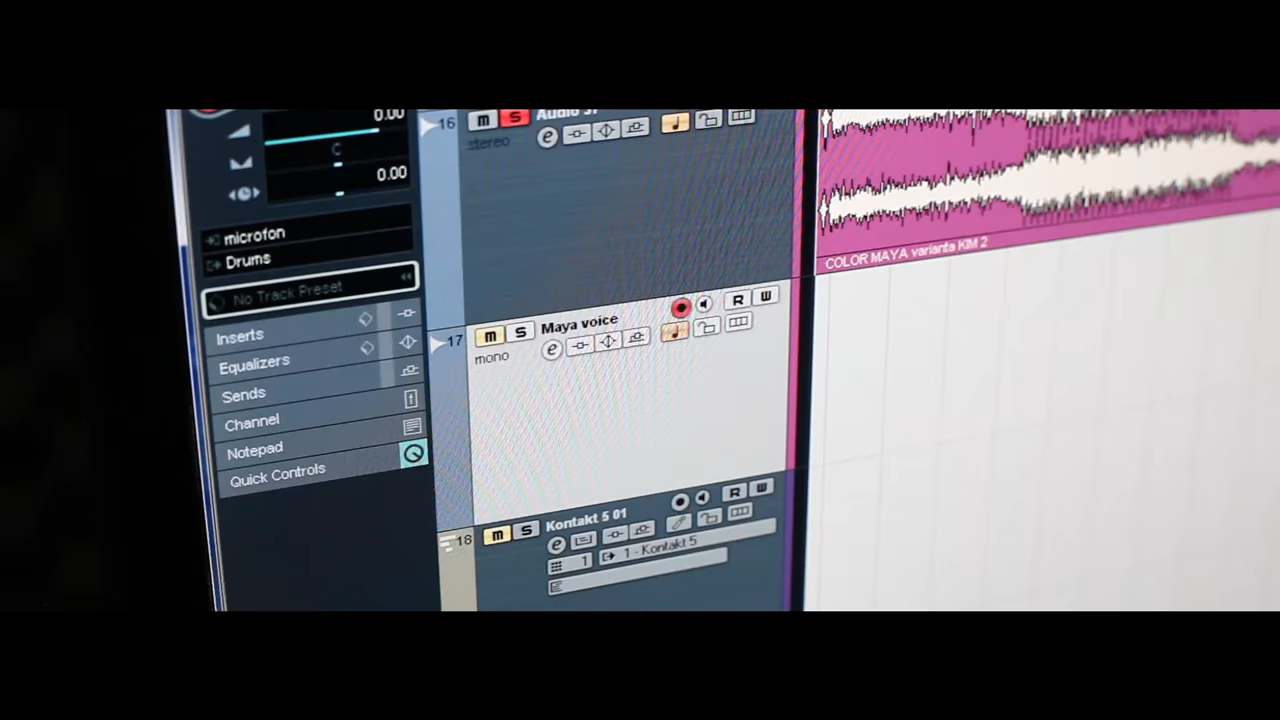 0.00
16 m S Audio
stereo e
C
0.00
COLOR MAYA varianta KIM 2
microfon
Drums
No Track Preset
Inserts
Equalizers
Sends
Channel
Notepad
Quick Controls
17 m S Maya voice R W
mono e
18 m S Kontakt 5 01 R W
e
1 1 - Kontakt 5